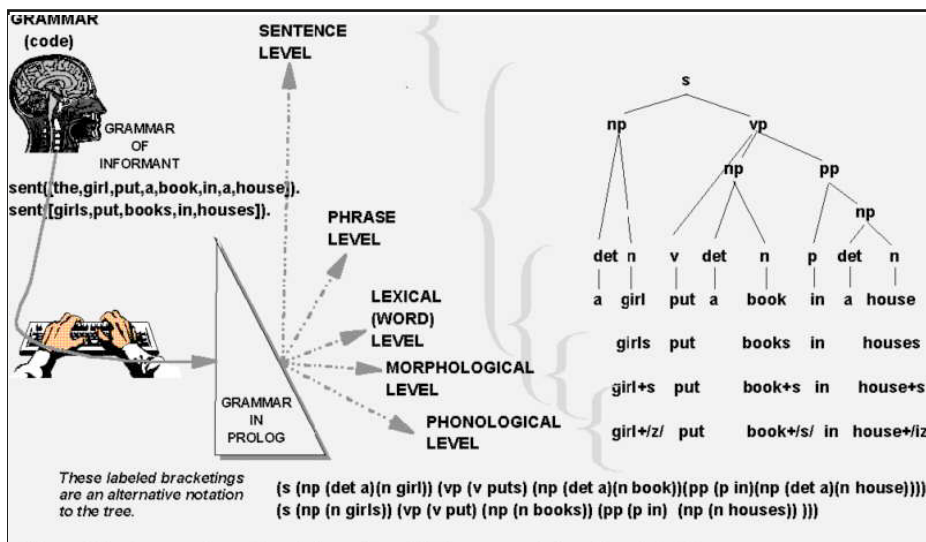 GRAMMAR
(code)
GRAMMAR
OF
INFORMANT
sent([the,girl,put,a,book,in,a,house]).
sent([girls,put,books,in,houses]).
GRAMMAR
IN
PROLOG
SENTENCE
LEVEL
PHRASE
LEVEL
LEXICAL
(WORD)
LEVEL
MORPHOLOGICAL
LEVEL
PHONOLOGICAL
LEVEL
s
np vp
np pp
np
det n v det n p det n
a girl put a book in a house
girls put books in houses
girl+s put book+s in house+s
girl+/z/ put book+/s/ in house+/iz
These labeled bracketings
are an alternative notation
to the tree.
(s (np (det a)(n girl)) (vp (v puts) (np (det a)(n book))(pp (p in)(np (det a)(n house))))
(s (np (n girls)) (vp (v put) (np (n books)) (pp (p in) (np (n houses)) )))